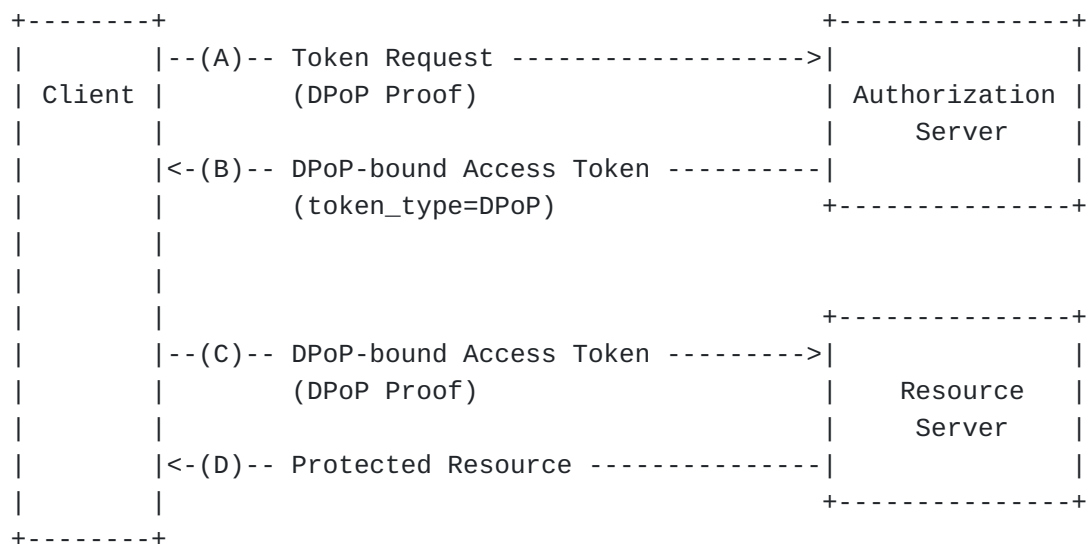 +--------+                                          +---------------+
|        |--(A)-- Token Request ------------------->|               |
| Client |        (DPoP Proof)                      | Authorization |
|        |                                          |     Server    |
|        |<-(B)-- DPoP-bound Access Token ----------|               |
|        |        (token_type=DPoP)                 +---------------+
|        |
|        |
|        |                                          +---------------+
|        |--(C)-- DPoP-bound Access Token --------->|               |
|        |        (DPoP Proof)                      |    Resource   |
|        |                                          |     Server    |
|        |<-(D)-- Protected Resource ---------------|               |
|        |                                          +---------------+
+--------+